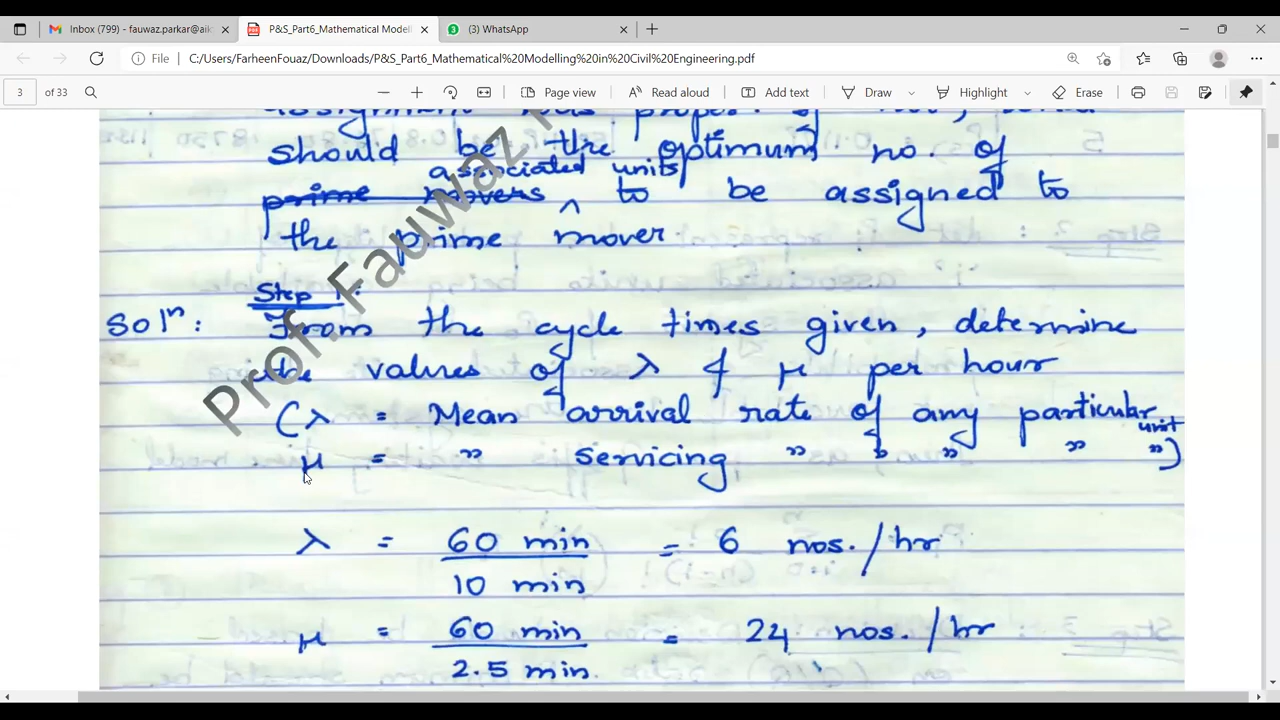 Inbox (799) - fauwaz.parkar@aik
P&S_Part6_Mathematical Modell
(3) WhatsApp
File
C:/Users/FarheenFouaz/Downloads/P&S_Part6_Mathematical%20Modelling%20in%20Civil%20Engineering.pdf
3 of 33
Page view
Read aloud
Add text
Draw
Highlight
Erase
should be the optimum no. of
associated units
prime movers ^ to be assigned to
the prime mover
Step 1:
Solⁿ: From the cycle times given, determine
the values of λ & μ per hour
(λ = Mean arrival rate of any particular unit
μ = " servicing " " " " ")
λ = 60 min / 10 min = 6 nos./hr
μ = 60 min / 2.5 min = 24 nos./hr
Prof. Fauwaz